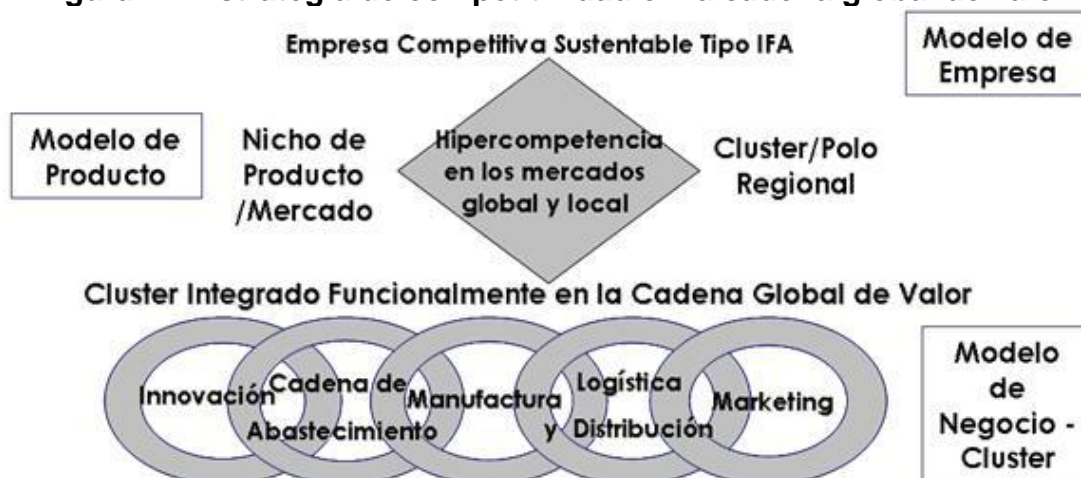 Empresa Competitiva Sustentable Tipo IFA
Modelo de
Empresa
Modelo de
Producto
Nicho de
Producto
/Mercado
Hipercompetencia
en los mercados
global y local
Cluster/Polo
Regional
Cluster Integrado Funcionalmente en la Cadena Global de Valor
Innovación
Cadena de
Abastecimiento
Manufactura
Logística
y Distribución
Marketing
Modelo
de
Negocio -
Cluster